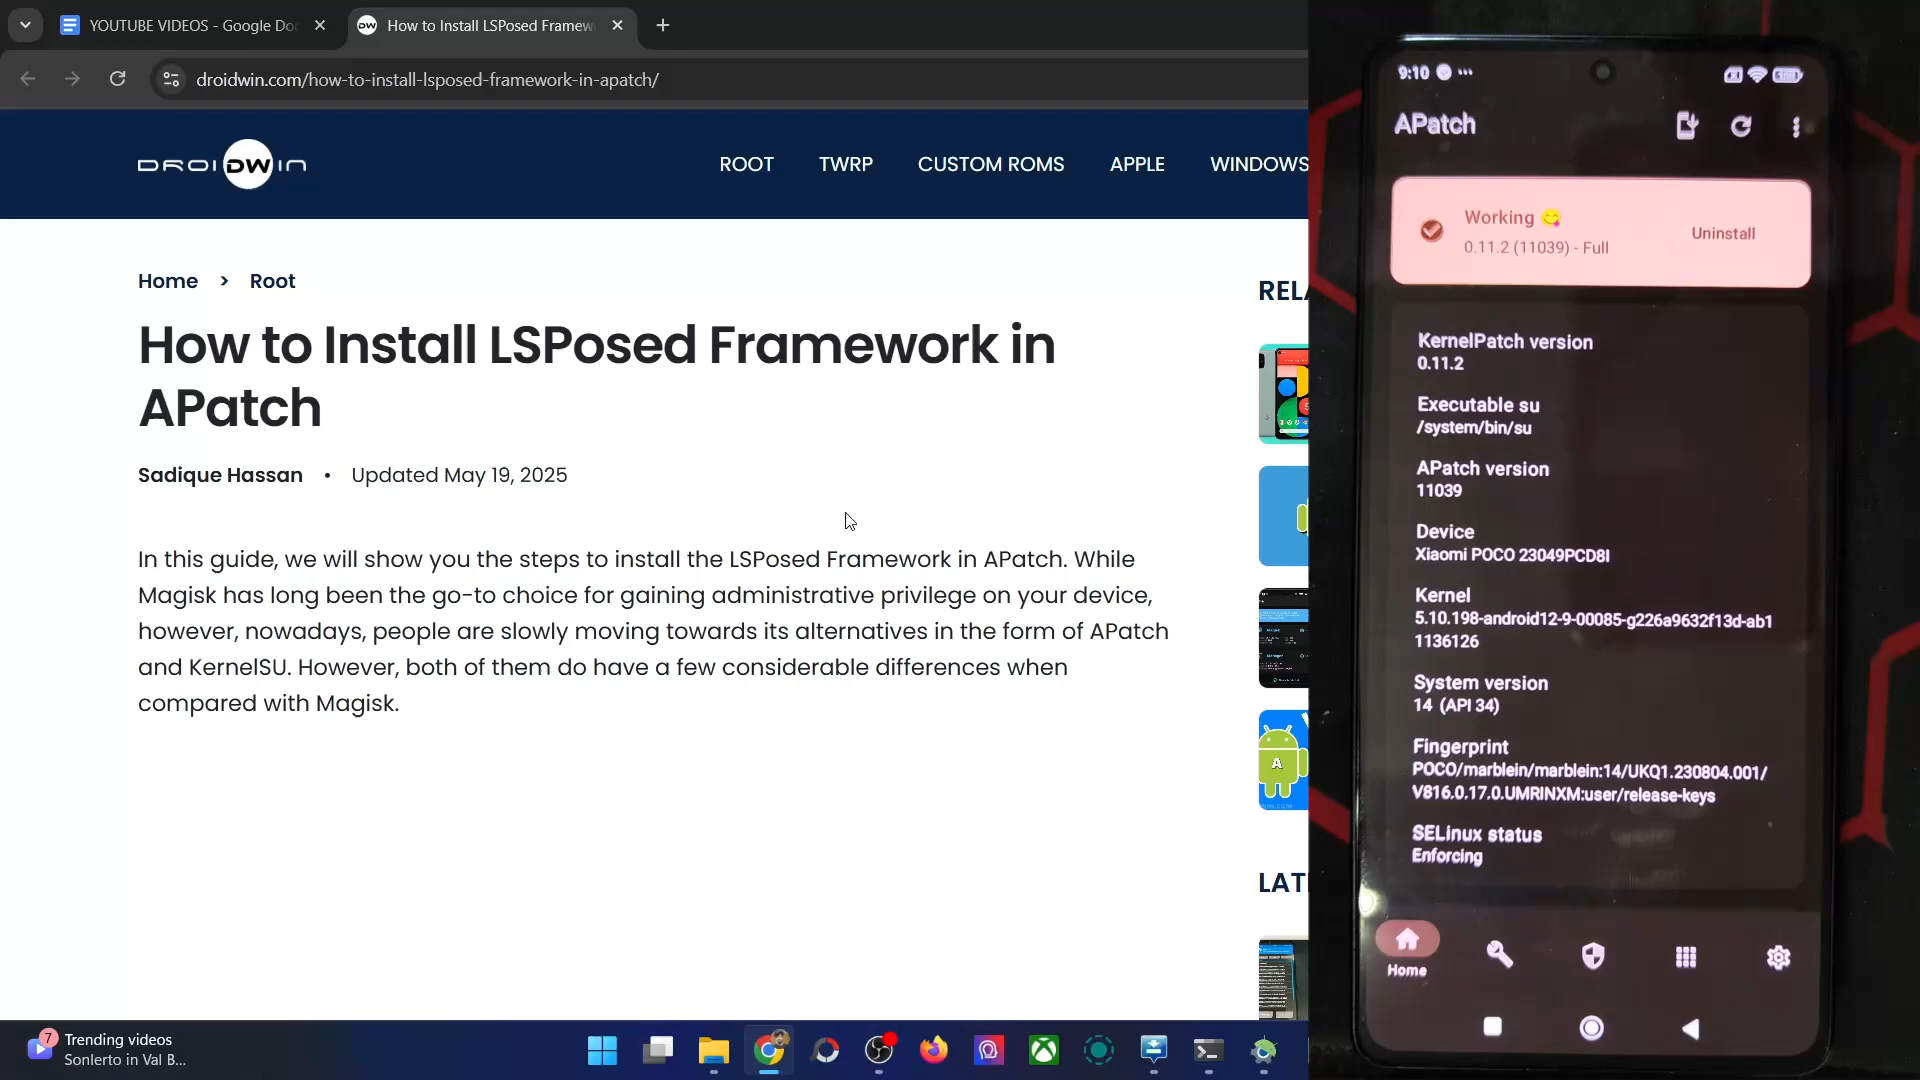 YOUTUBE VIDEOS - Google Do
DW
How to Install LSPosed Framew
droidwin.com/how-to-install-lsposed-framework-in-apatch/
DROIDWIN
ROOT
TWRP
CUSTOM ROMS
APPLE
WINDOWS
Home > Root
How to Install LSPosed Framework in
APatch
Sadique Hassan • Updated May 19, 2025
In this guide, we will show you the steps to install the LSPosed Framework in APatch. While
Magisk has long been the go-to choice for gaining administrative privilege on your device,
however, nowadays, people are slowly moving towards its alternatives in the form of APatch
and KernelSU. However, both of them do have a few considerable differences when
compared with Magisk.
RELA
A
LAT
7
Trending videos
Sonlerto in Val B...
9:10
APatch
Working 😋
0.11.2 (11039) - Full
Uninstall
KernelPatch version
0.11.2
Executable su
/system/bin/su
APatch version
11039
Device
Xiaomi POCO 23049PCD8I
Kernel
5.10.198-android12-9-00085-g226a9632f13d-ab1
1136126
System version
14 (API 34)
Fingerprint
POCO/marblein/marblein:14/UKQ1.230804.001/
V816.0.17.0.UMRINXM:user/release-keys
SELinux status
Enforcing
Home